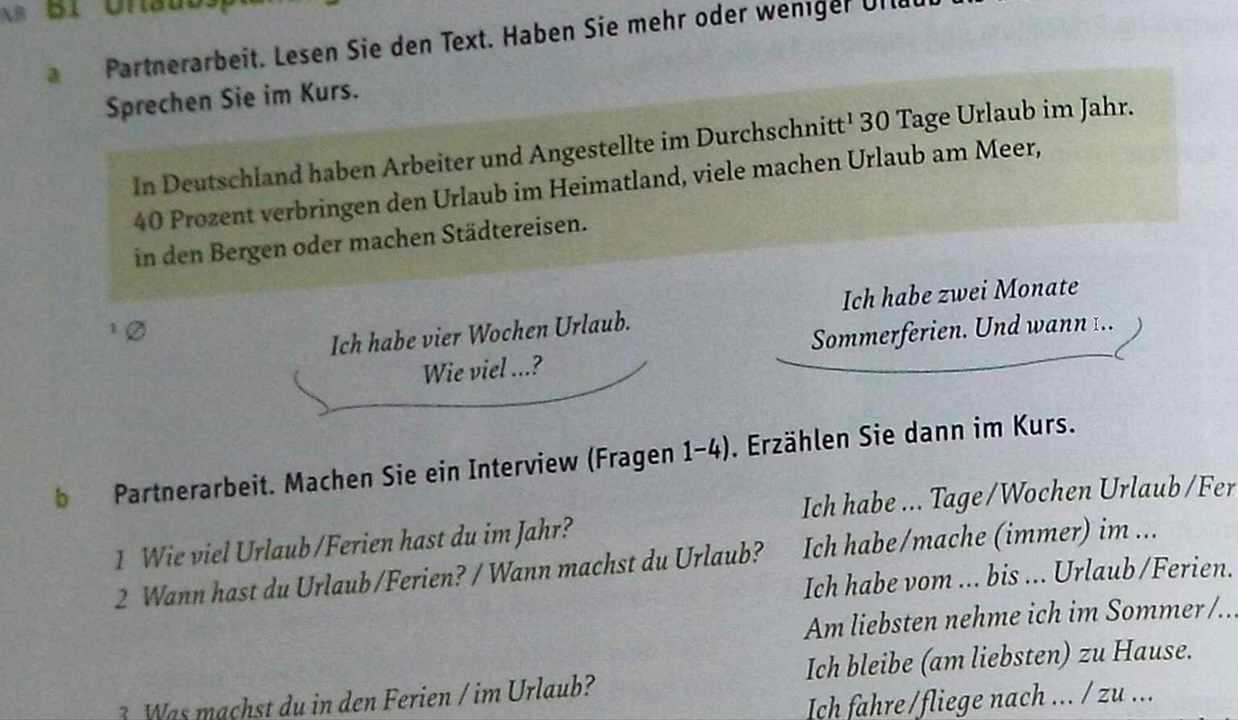 AB B1 Urlaubsplanung
a Partnerarbeit. Lesen Sie den Text. Haben Sie mehr oder weniger Urlaub
Sprechen Sie im Kurs.
In Deutschland haben Arbeiter und Angestellte im Durchschnitt¹ 30 Tage Urlaub im Jahr.
40 Prozent verbringen den Urlaub im Heimatland, viele machen Urlaub am Meer,
in den Bergen oder machen Städtereisen.
¹ ∅
Ich habe vier Wochen Urlaub.
Wie viel ...?
Ich habe zwei Monate
Sommerferien. Und wann ...
b Partnerarbeit. Machen Sie ein Interview (Fragen 1–4). Erzählen Sie dann im Kurs.
1 Wie viel Urlaub/Ferien hast du im Jahr?
2 Wann hast du Urlaub/Ferien? / Wann machst du Urlaub?
3 Was machst du in den Ferien / im Urlaub?
Ich habe ... Tage/Wochen Urlaub/Fer
Ich habe/mache (immer) im ...
Ich habe vom ... bis ... Urlaub/Ferien.
Am liebsten nehme ich im Sommer/...
Ich bleibe (am liebsten) zu Hause.
Ich fahre/fliege nach ... / zu ...